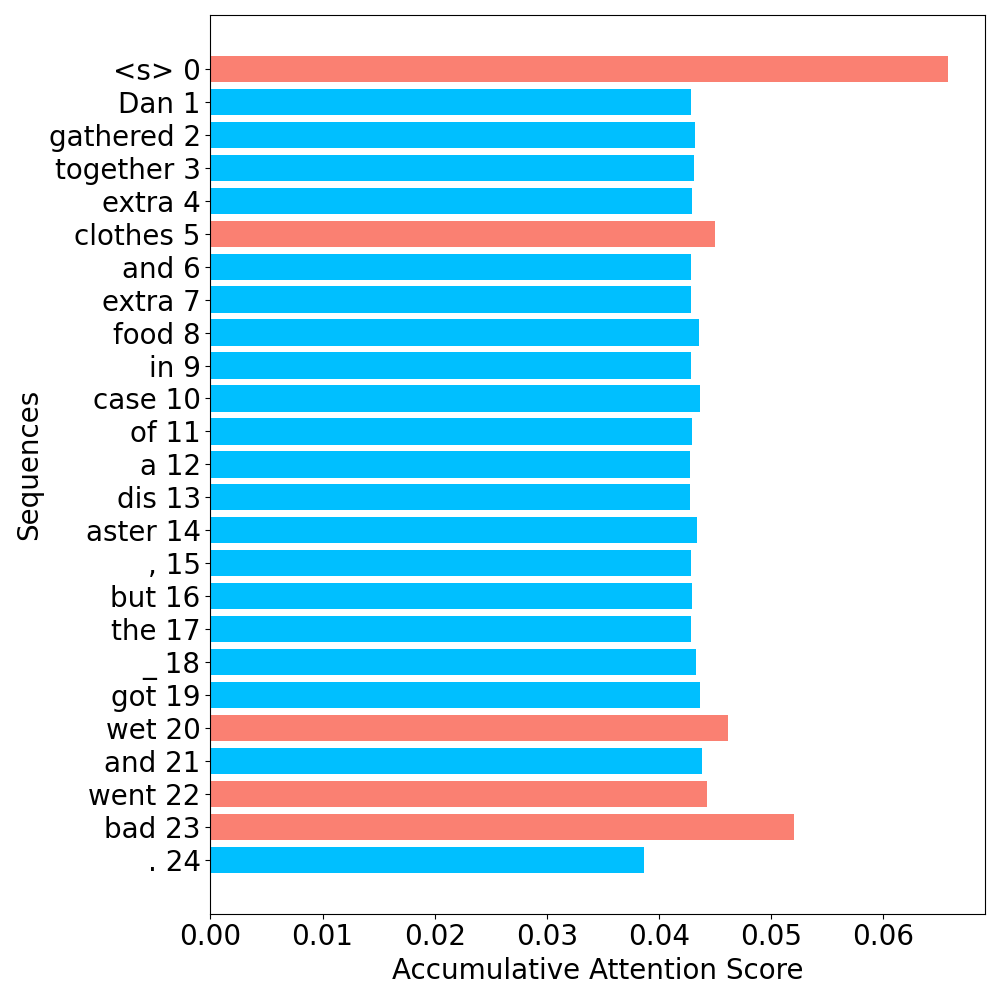 <s> 0
Dan 1
gathered 2
together 3
extra 4
clothes 5
and 6
extra 7
food 8
in 9
case 10
of 11
a 12
dis 13
aster 14
, 15
but 16
the 17
_ 18
got 19
wet 20
and 21
went 22
bad 23
. 24
Sequences
0.00 0.01 0.02 0.03 0.04 0.05 0.06
Accumulative Attention Score